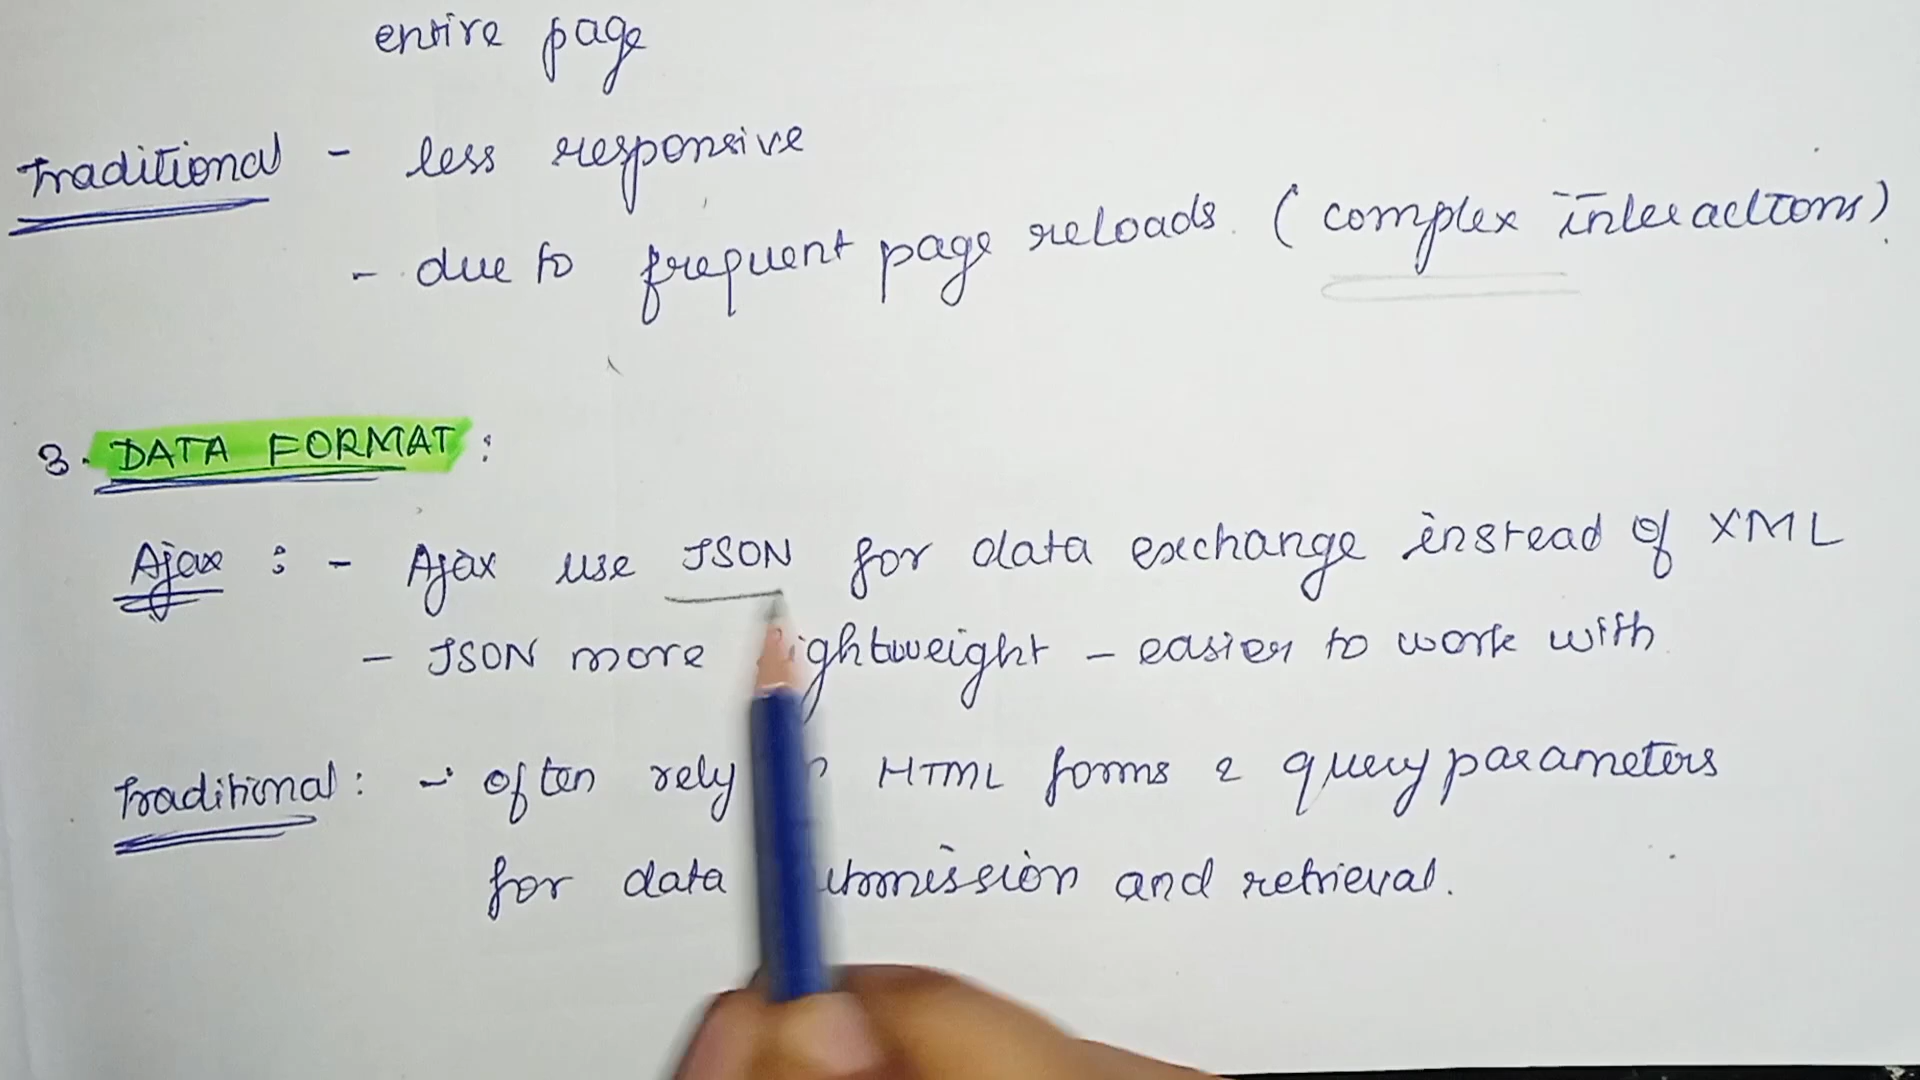 entire page
Traditional - less responsive
- due to frequent page reloads. (complex interactions).
3. DATA FORMAT:
Ajax : - Ajax use JSON for data exchange instead of XML
- JSON more lightweight - easier to work with
Traditional: - often rely HTML forms & query parameters
for data submission and retrieval.